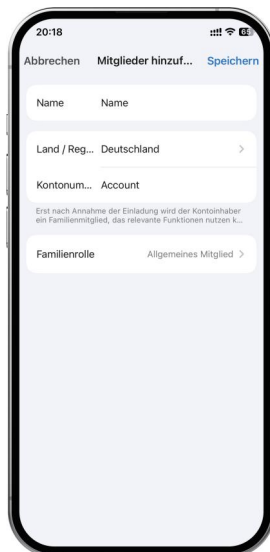 20:18
Abbrechen Mitglieder hinzuf... Speichern
Name Name
Land / Reg... Deutschland
Kontonum... Account
Erst nach Annahme der Einladung wird der Kontoinhaber
ein Familienmitglied, das relevante Funktionen nutzen k...
Familienrolle Allgemeines Mitglied